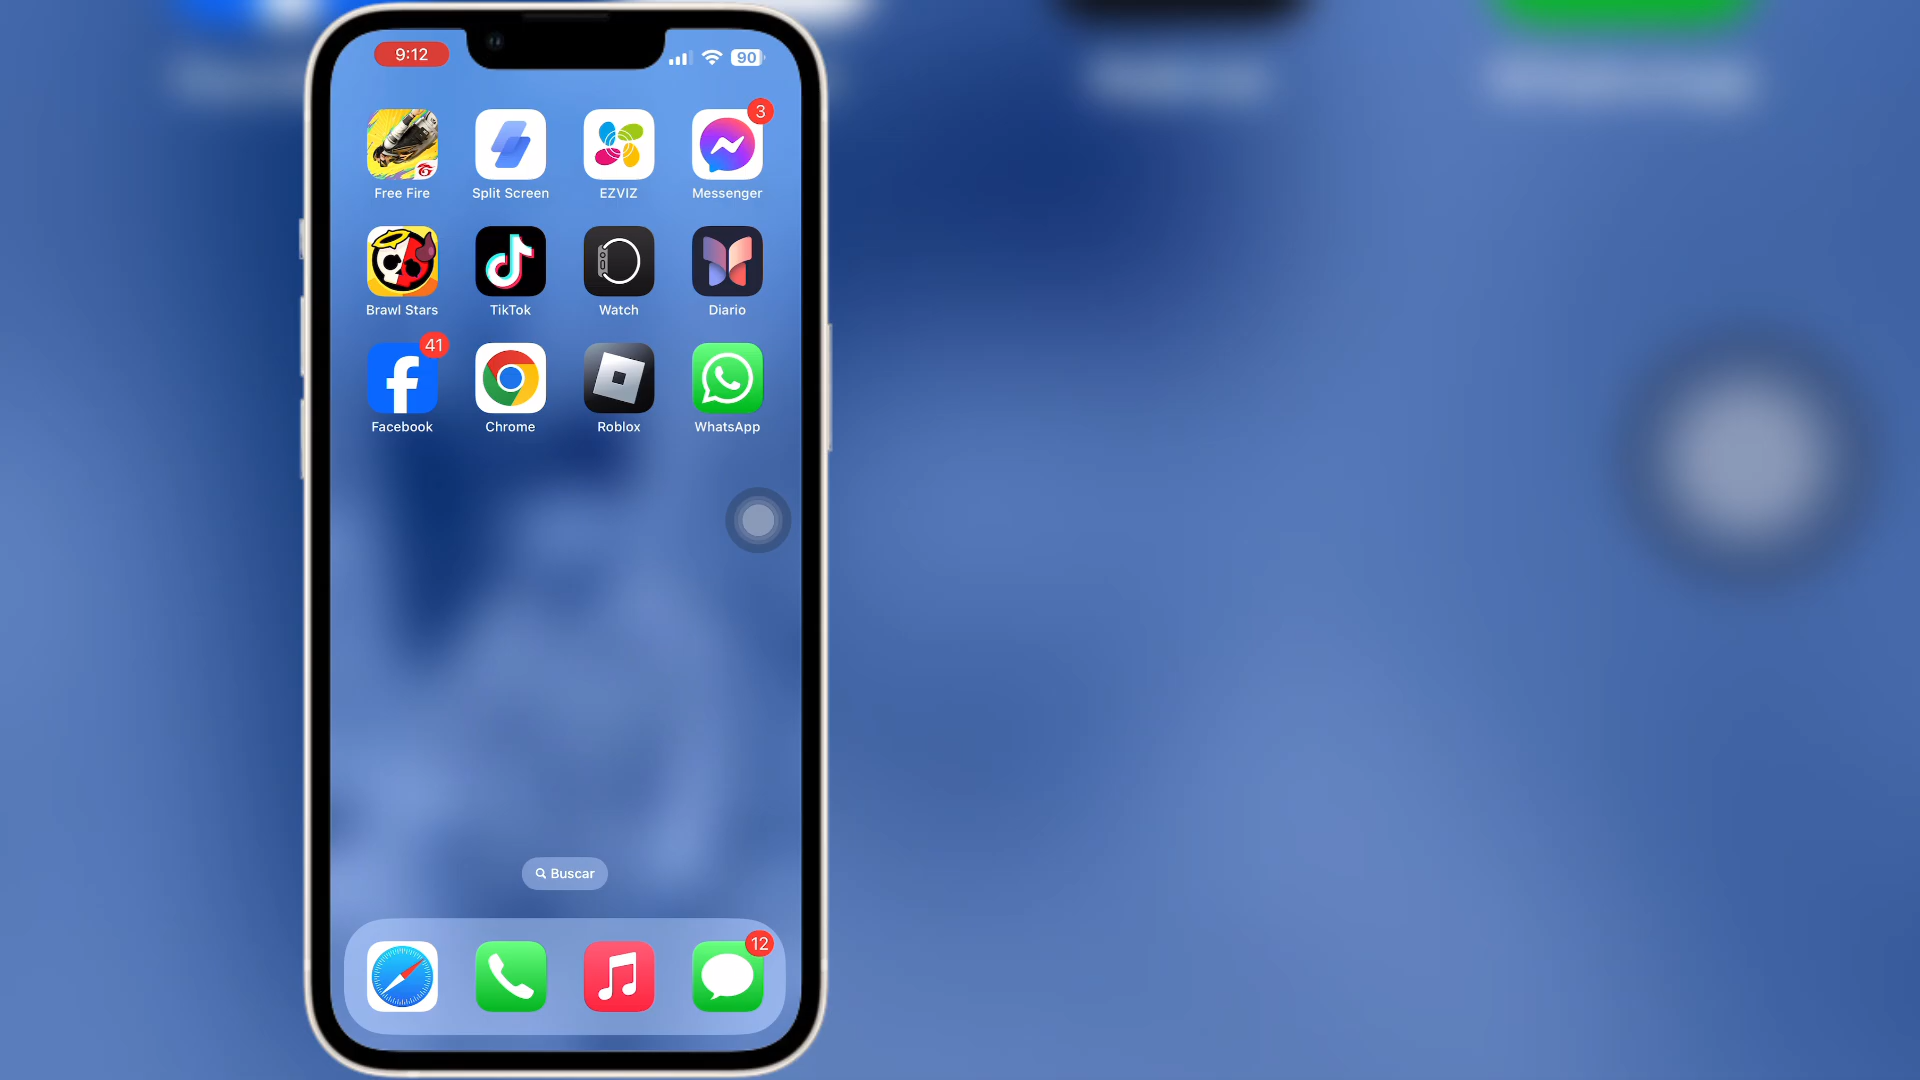 9:12
90
3
Free Fire
Split Screen
EZVIZ
Messenger
Brawl Stars
TikTok
Watch
Diario
41
Facebook
Chrome
Roblox
WhatsApp
Buscar
12